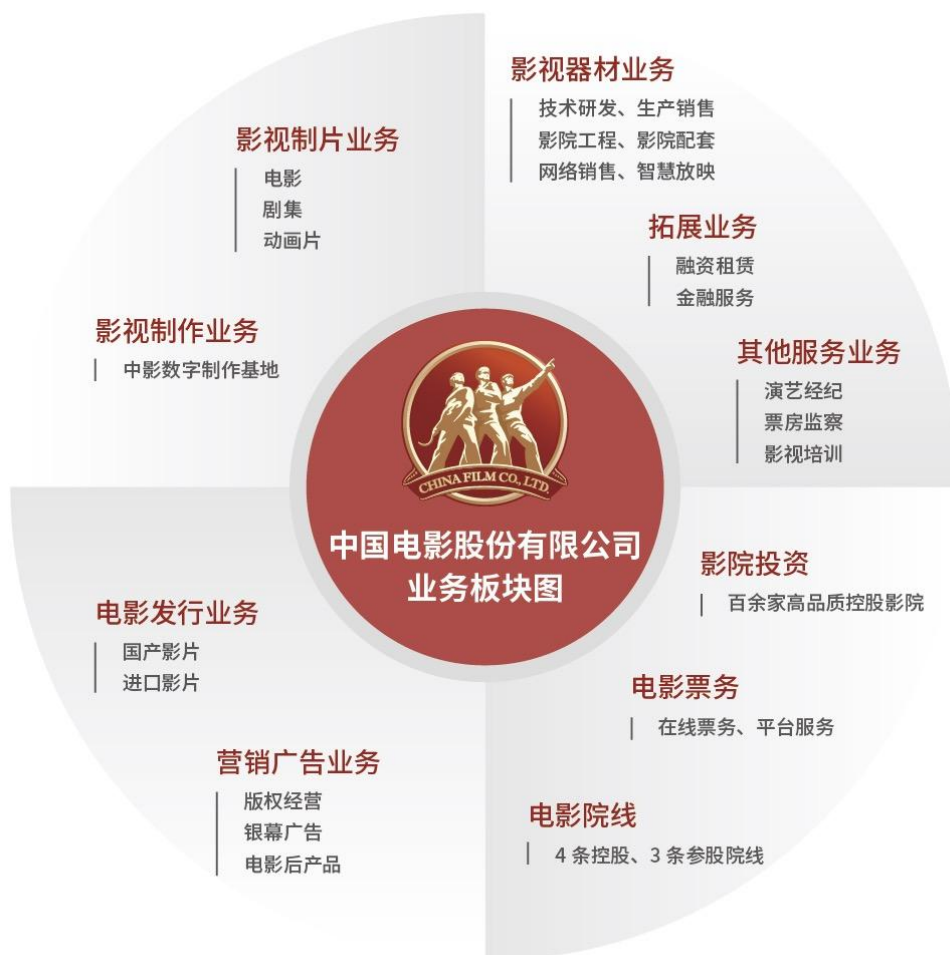 影视制片业务
电影
剧集
动画片
影视制作业务
中影数字制作基地
影视器材业务
技术研发、生产销售
影院工程、影院配套
网络销售、智慧放映
拓展业务
融资租赁
金融服务
其他服务业务
演艺经纪
票房监察
影视培训
CHINA FILM CO., LTD.
中国电影股份有限公司
业务板块图
电影发行业务
国产影片
进口影片
营销广告业务
版权经营
银幕广告
电影后产品
影院投资
百余家高品质控股影院
电影票务
在线票务、平台服务
电影院线
4 条控股、3 条参股院线